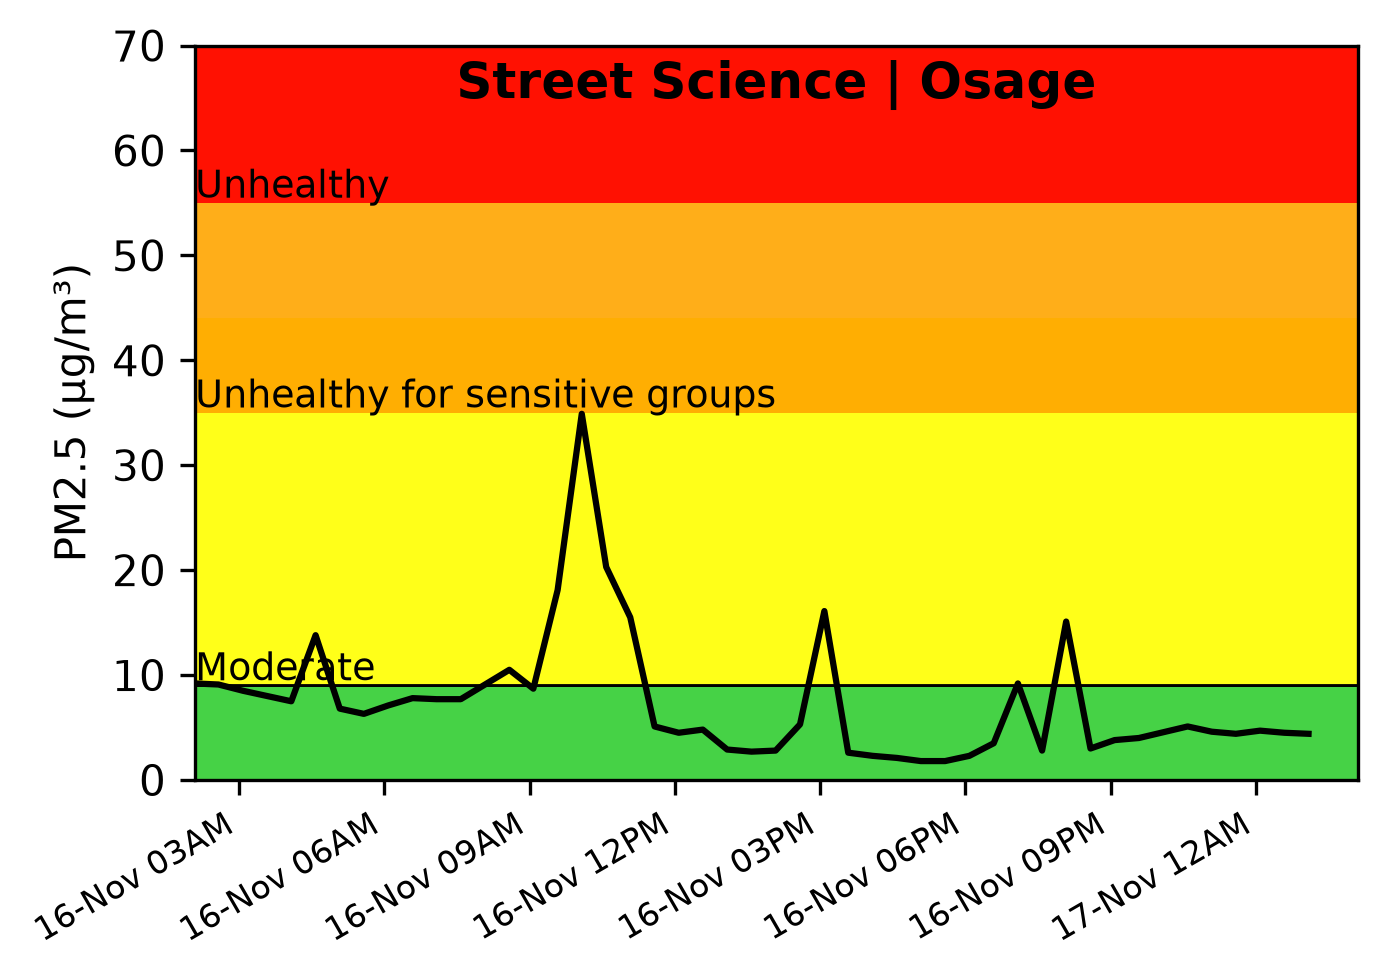 Street Science | Osage
PM2.5 (µg/m³)
70
60
50
40
30
20
10
0
Unhealthy
Unhealthy for sensitive groups
Moderate
16-Nov 03AM
16-Nov 06AM
16-Nov 09AM
16-Nov 12PM
16-Nov 03PM
16-Nov 06PM
16-Nov 09PM
17-Nov 12AM